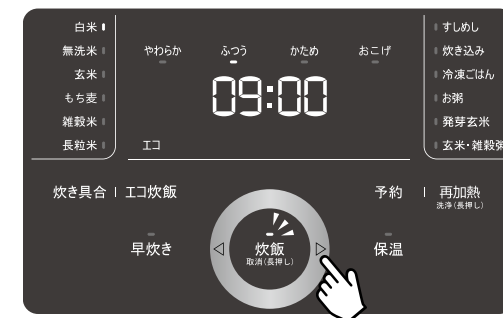 白米
無洗米
玄米
もち麦
雑穀米
長粒米
やわらか
ふつう
かため
おこげ
09:00
エコ
すしめし
炊き込み
冷凍ごはん
お粥
発芽玄米
玄米・雑穀粥
炊き具合
エコ炊飯
予約
再加熱
洗浄(長押し)
早炊き
炊飯
取消(長押し)
保温